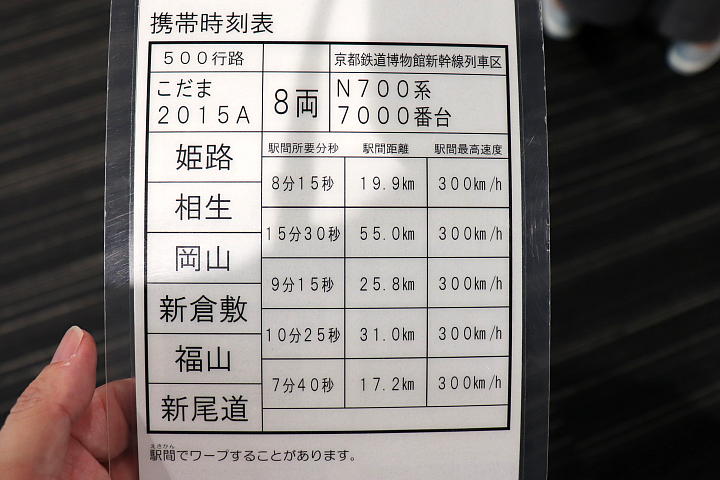 携帯時刻表
500行路 京都鉄道博物館新幹線列車区
こだま
2015A 8両 N700系
7000番台
駅間所要分秒 駅間距離 駅間最高速度
姫路
8分15秒 19.9km 300km/h
相生
15分30秒 55.0km 300km/h
岡山
9分15秒 25.8km 300km/h
新倉敷
10分25秒 31.0km 300km/h
福山
7分40秒 17.2km 300km/h
新尾道
えきかん
駅間でワープすることがあります。